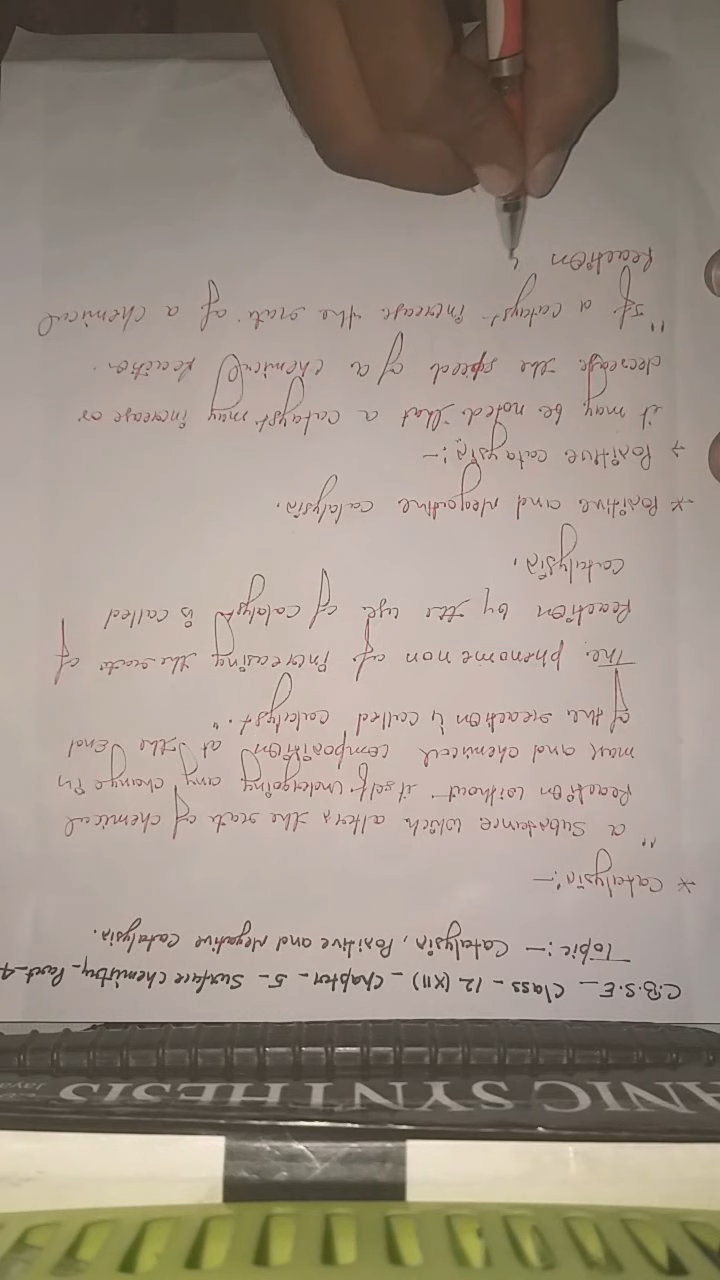 C.B.S.E - Class - 12 (XII) - Chapter - 5 - Surface Chemistry - Part-4
Topic :- Catalysis, Positive and Negative Catalysis.
* Catalysis :-
" a substance which alters the rate of chemical
Reaction without itself undergoing any change in
mass and chemical composition at the end
of the reaction is called catalyst."
The phenomenon of increasing the rate of
Reaction by the use of catalyst is called
catalysis.
* Positive and Negative catalysis.
→ Positive catalysis :-
it may be noted that a catalyst may increase or
decrease the speed of a chemical reaction.
"If a catalyst increase the rate of a chemical
Reaction
ANIC SYNTHESIS